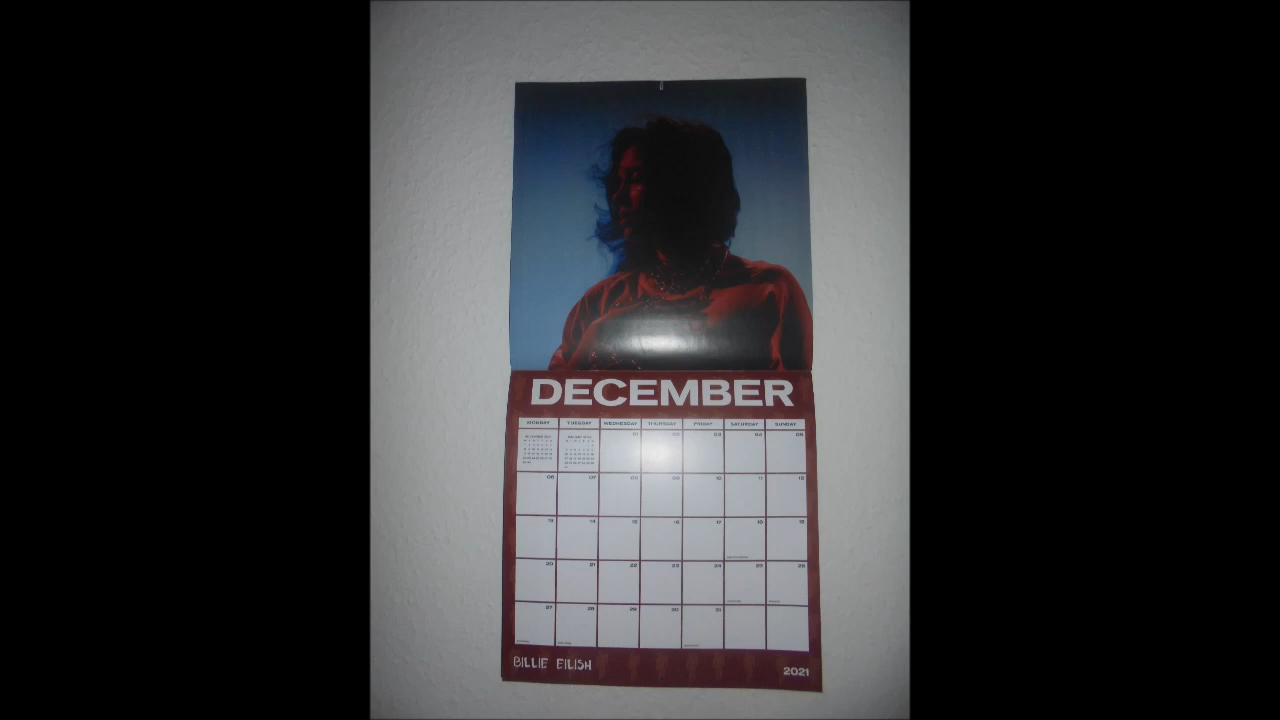 DECEMBER
MONDAY TUESDAY WEDNESDAY THURSDAY FRIDAY SATURDAY SUNDAY
01 02 03 04 05
06 07 08 09 10 11 12
13 14 15 16 17 18 19
20 21 22 23 24 25 26
27 28 29 30 31
BILLIE EILISH
2021